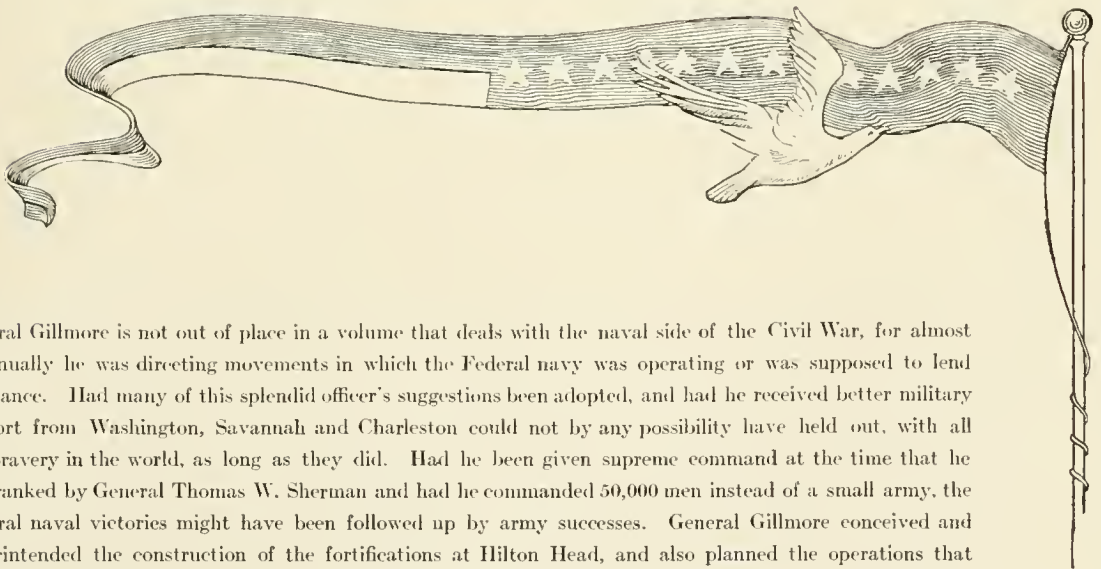 ral Gillmore is not out of place in a volume that deals with the naval side of the Civil War, for almost
nually he was directing movements in which the Federal navy was operating or was supposed to lend
ance. Had many of this splendid officer's suggestions been adopted, and had he received better military
ort from Washington, Savannah and Charleston could not by any possibility have held out, with all
ravery in the world, as long as they did. Had he been given supreme command at the time that he
ranked by General Thomas W. Sherman and had he commanded 50,000 men instead of a small army, the
ral naval victories might have been followed up by army successes. General Gillmore conceived and
rintended the construction of the fortifications at Hilton Head, and also planned the operations that